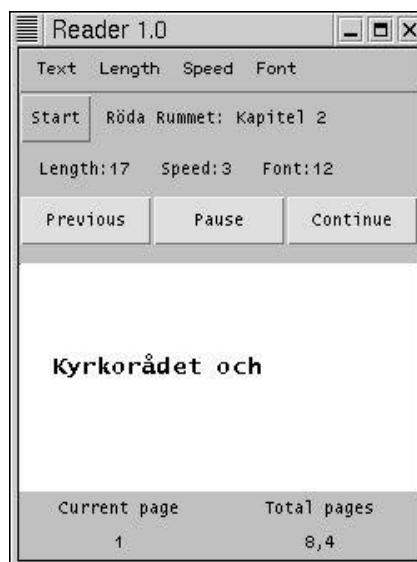 Reader 1.0
Text Length Speed Font
Start Röda Rummet: Kapitel 2
Length:17 Speed:3 Font:12
Previous Pause Continue
Kyrkorådet och
Current page Total pages
1 8,4